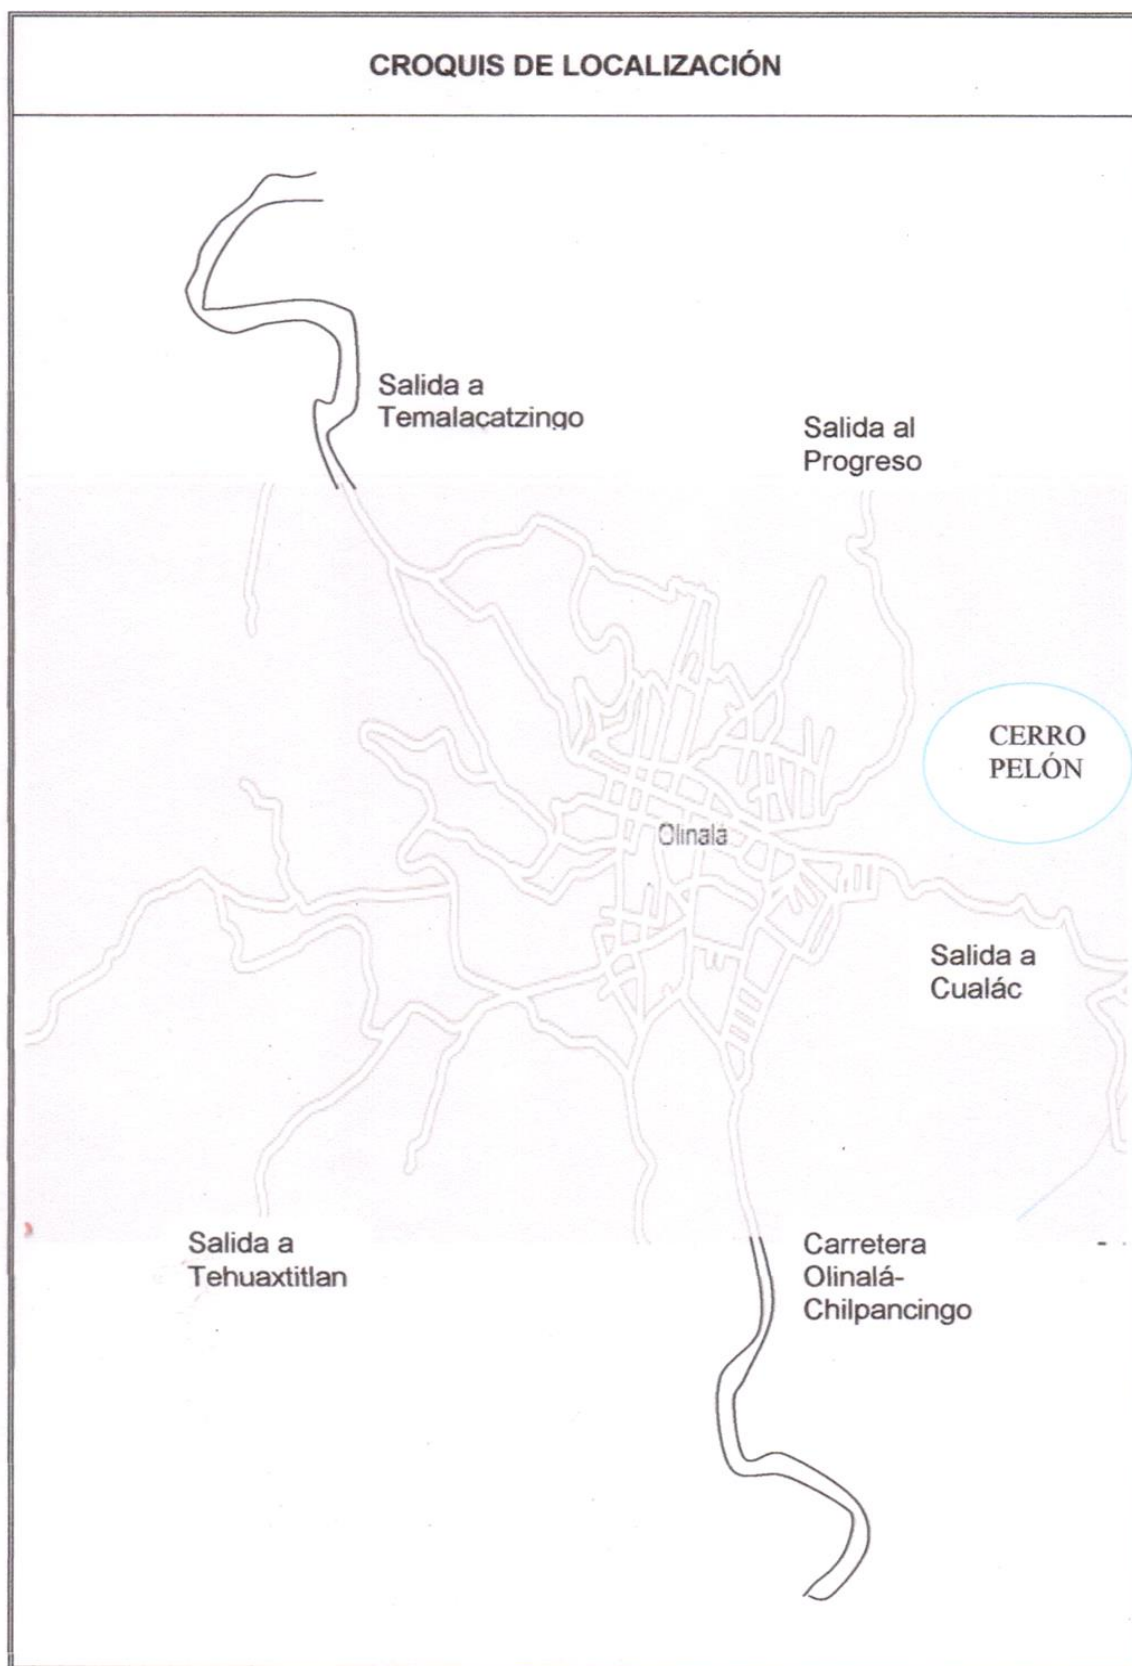 CROQUIS DE LOCALIZACIÓN
Salida a
Temalacatzingo
Salida al
Progreso
CERRO
PELÓN
Olinalá
Salida a
Cualác
Salida a
Tehuaxtitlan
Carretera
Olinalá-
Chilpancingo